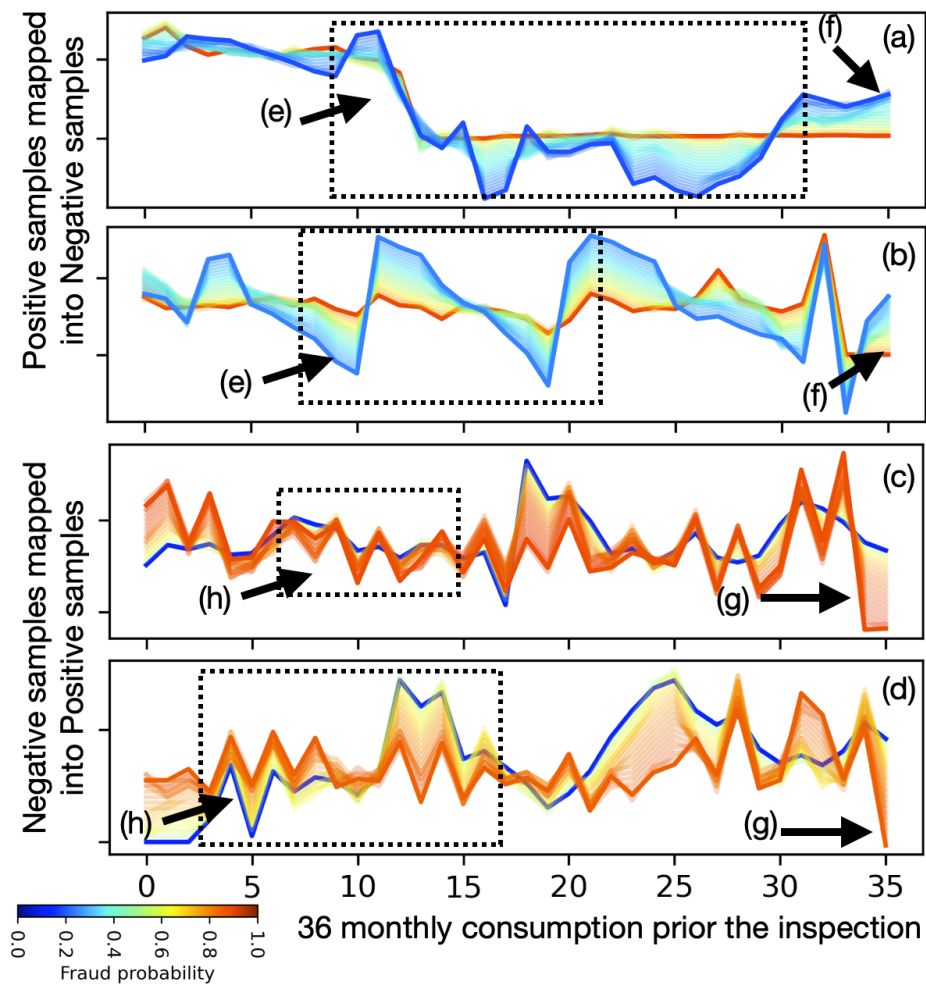 Positive samples mapped
into Negative samples
(a)
(e)
(f)
(b)
(e)
(f)
Negative samples mapped
into Positive samples
(c)
(h)
(g)
(d)
(h)
(g)
0 5 10 15 20 25 30 35
36 monthly consumption prior the inspection
0.0 0.2 0.4 0.6 0.8 1.0
Fraud probability